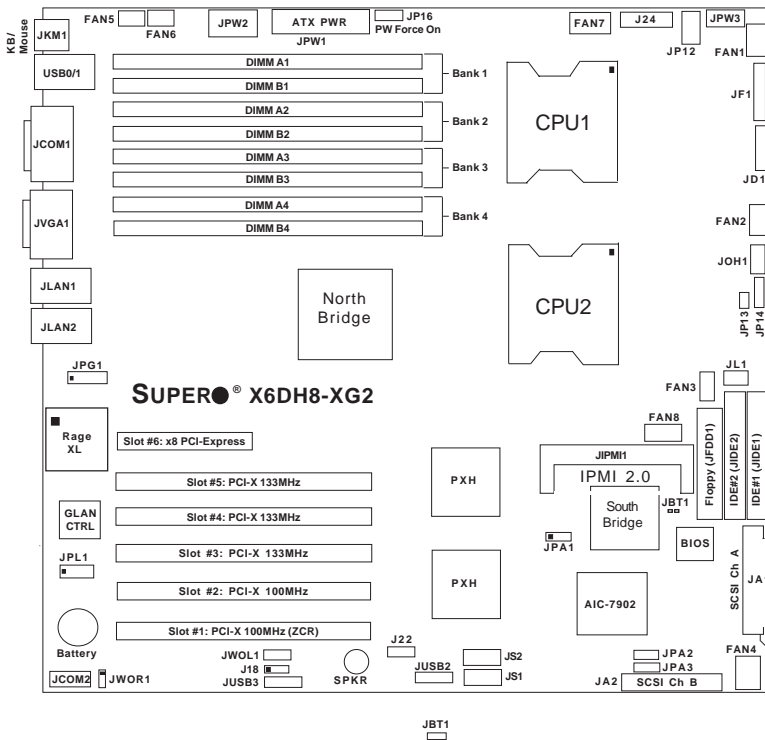 FAN5
FAN6
JPW2
ATX PWR
JPW1
JP16
PW Force On
FAN7
J24
JP12
JPW3
FAN1
KB/
Mouse
JKM1
USB0/1
DIMM A1
DIMM B1
Bank 1
DIMM A2
DIMM B2
Bank 2
DIMM A3
DIMM B3
Bank 3
DIMM A4
DIMM B4
Bank 4
CPU1
JF1
JD1
JCOM1
JVGA1
FAN2
JOH1
JP13
JP14
JLAN1
JLAN2
North
Bridge
CPU2
JPG1
SUPER® X6DH8-XG2
JL1
FAN3
FAN8
Rage
XL
Slot #6: x8 PCI-Express
JIPMI1
IPMI 2.0
Floppy (JFDD1)
IDE#2 (JIDE2)
IDE#1 (JIDE1)
Slot #5: PCI-X 133MHz
PXH
South
Bridge
JBT1
GLAN
CTRL
Slot #4: PCI-X 133MHz
BIOS
JPA1
JPL1
Slot #3: PCI-X 133MHz
SCSI Ch A
JA
Slot #2: PCI-X 100MHz
PXH
AIC-7902
Battery
Slot #1: PCI-X 100MHz (ZCR)
JWOL1
J18
JUSB3
SPKR
J22
JUSB2
JS2
JS1
JPA2
JPA3
JA2
SCSI Ch B
FAN4
JCOM2
JWOR1
JBT1